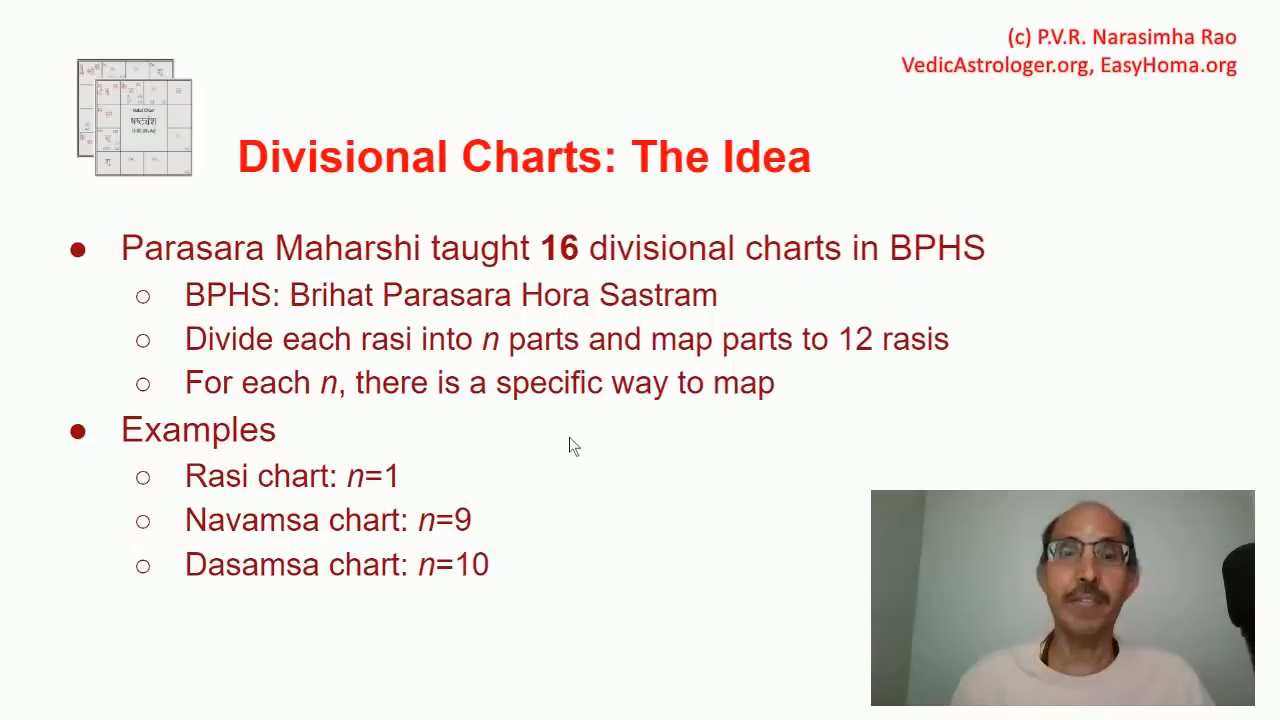 (c) P.V.R. Narasimha Rao
VedicAstrologer.org, EasyHoma.org
षष्ट्यंश
Divisional Charts: The Idea
● Parasara Maharshi taught 16 divisional charts in BPHS
○ BPHS: Brihat Parasara Hora Sastram
○ Divide each rasi into n parts and map parts to 12 rasis
○ For each n, there is a specific way to map
● Examples
○ Rasi chart: n=1
○ Navamsa chart: n=9
○ Dasamsa chart: n=10